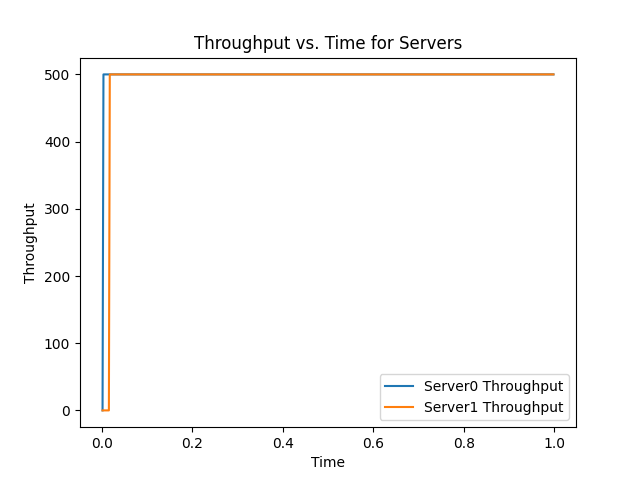 Throughput vs. Time for Servers
500
400
300
200
100
0
Throughput
Server0 Throughput
Server1 Throughput
0.0 0.2 0.4 0.6 0.8 1.0
Time